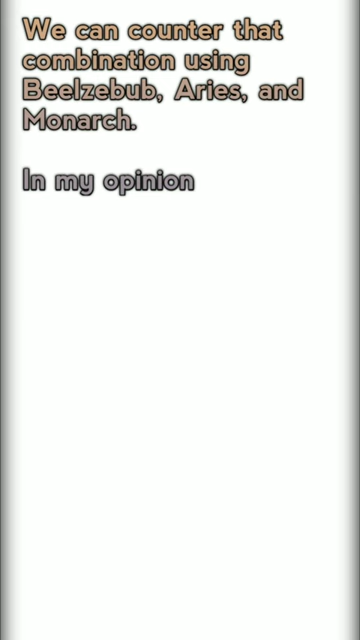 We can counter that
combination using
Beelzebub, Aries, and
Monarch.
In my opinion